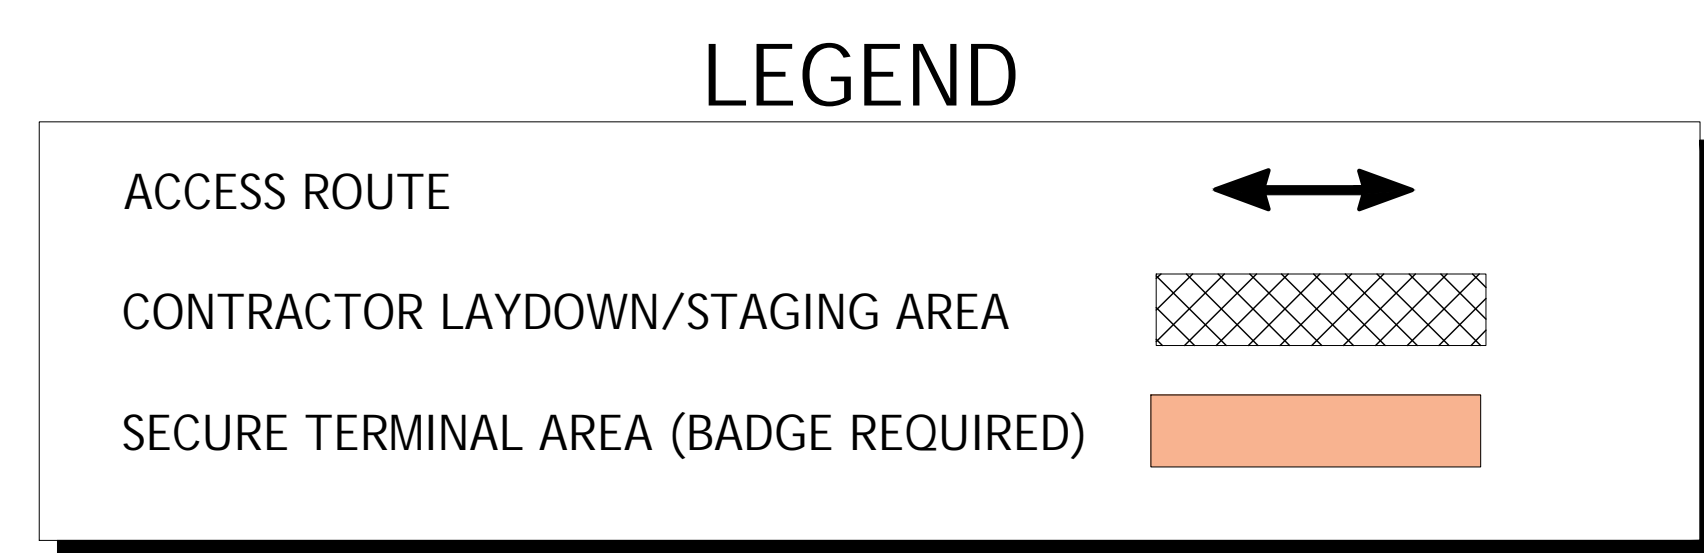 LEGEND
ACCESS ROUTE
CONTRACTOR LAYDOWN/STAGING AREA
SECURE TERMINAL AREA (BADGE REQUIRED)